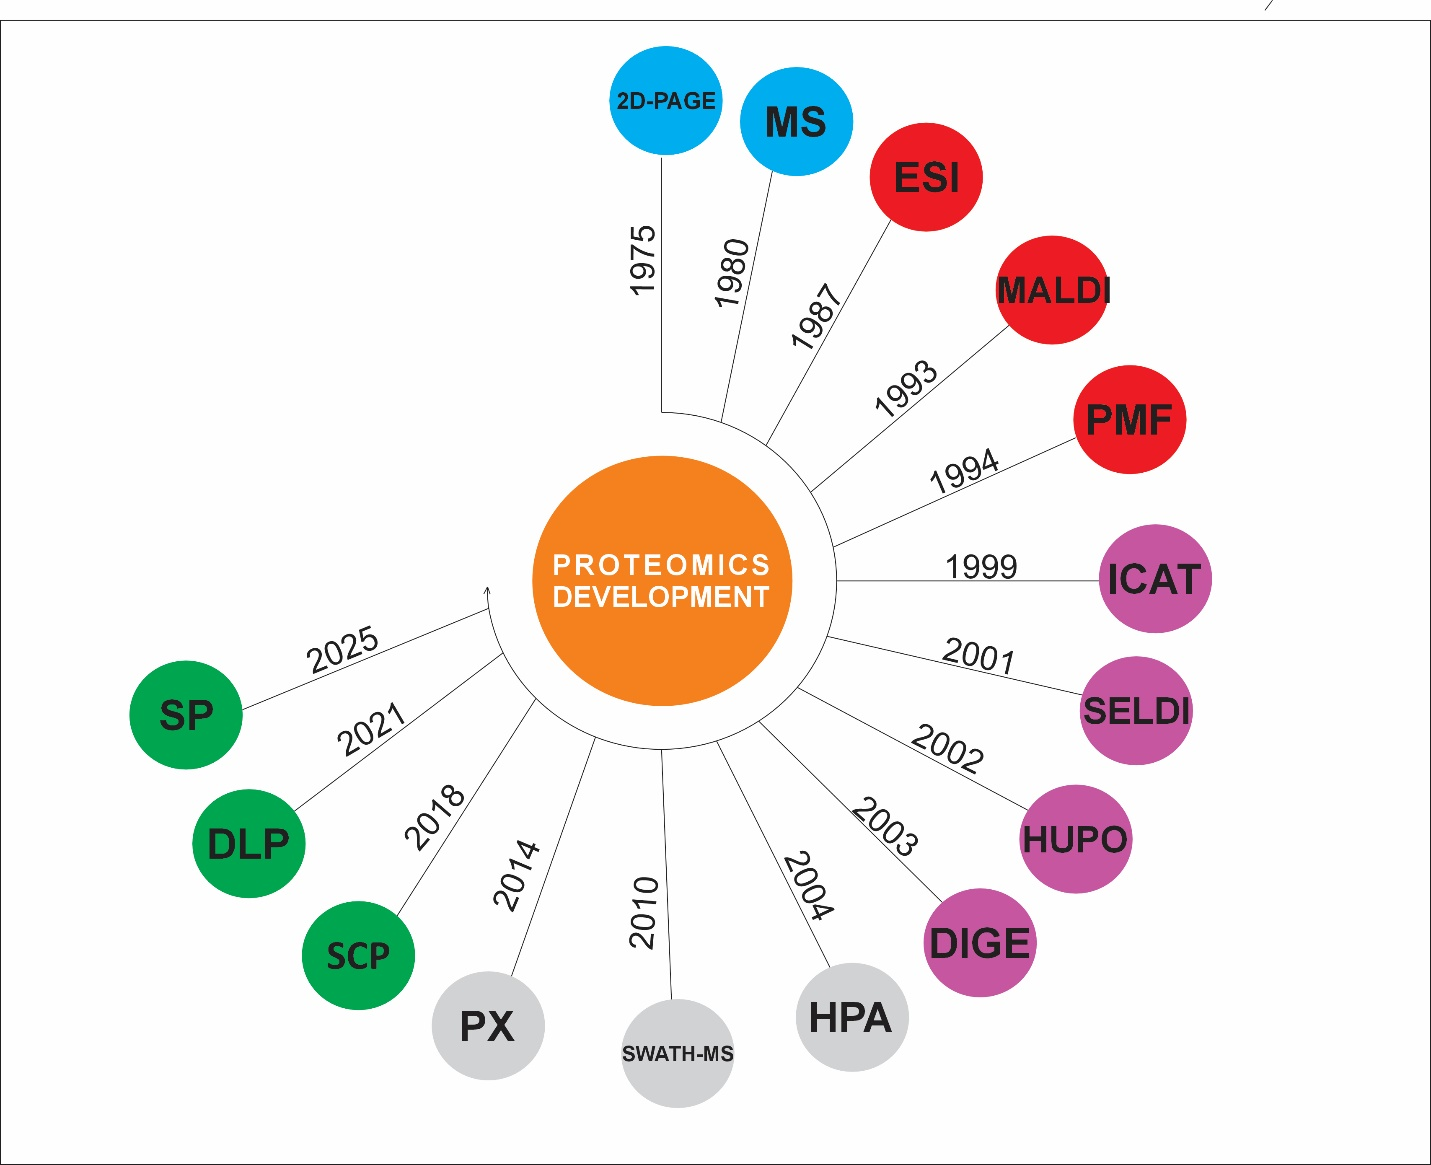 PROTEOMICS
DEVELOPMENT
2D-PAGE
1975
MS
1980
ESI
1987
MALDI
1993
PMF
1994
ICAT
1999
SELDI
2001
HUPO
2002
DIGE
2003
HPA
2004
SWATH-MS
2010
PX
2014
SCP
2018
DLP
2021
SP
2025